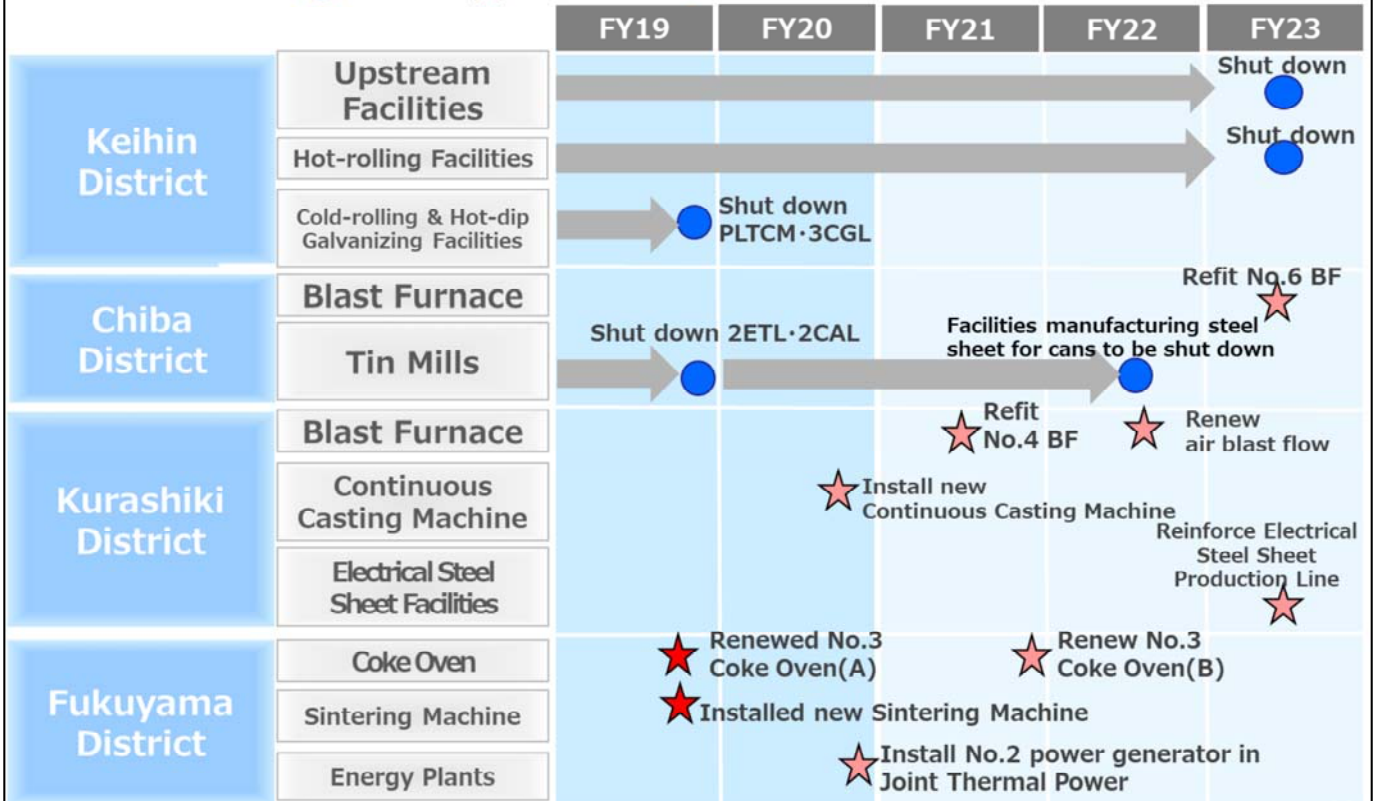 FY19 FY20 FY21 FY22 FY23
Keihin
District
Upstream
Facilities
Shut down
Hot-rolling Facilities
Shut down
Cold-rolling & Hot-dip
Galvanizing Facilities
Shut down
PLTCM･3CGL
Chiba
District
Blast Furnace
Refit No.6 BF
Tin Mills
Shut down 2ETL･2CAL
Facilities manufacturing steel
sheet for cans to be shut down
Kurashiki
District
Blast Furnace
Refit
No.4 BF
Renew
air blast flow
Continuous
Casting Machine
Install new
Continuous Casting Machine
Electrical Steel
Sheet Facilities
Reinforce Electrical
Steel Sheet
Production Line
Fukuyama
District
Coke Oven
Renewed No.3
Coke Oven(A)
Renew No.3
Coke Oven(B)
Sintering Machine
Installed new Sintering Machine
Energy Plants
Install No.2 power generator in
Joint Thermal Power